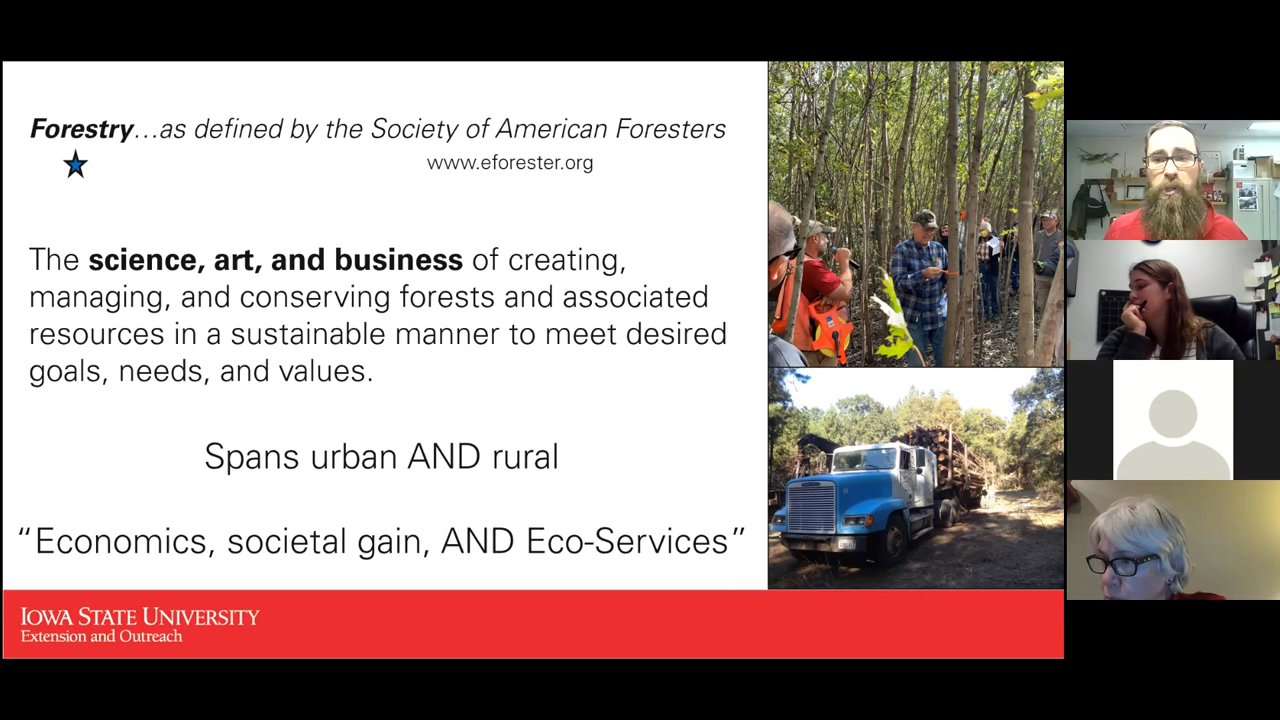 Forestry…as defined by the Society of American Foresters
www.eforester.org
The science, art, and business of creating,
managing, and conserving forests and associated
resources in a sustainable manner to meet desired
goals, needs, and values.
Spans urban AND rural
“Economics, societal gain, AND Eco-Services”
IOWA STATE UNIVERSITY
Extension and Outreach